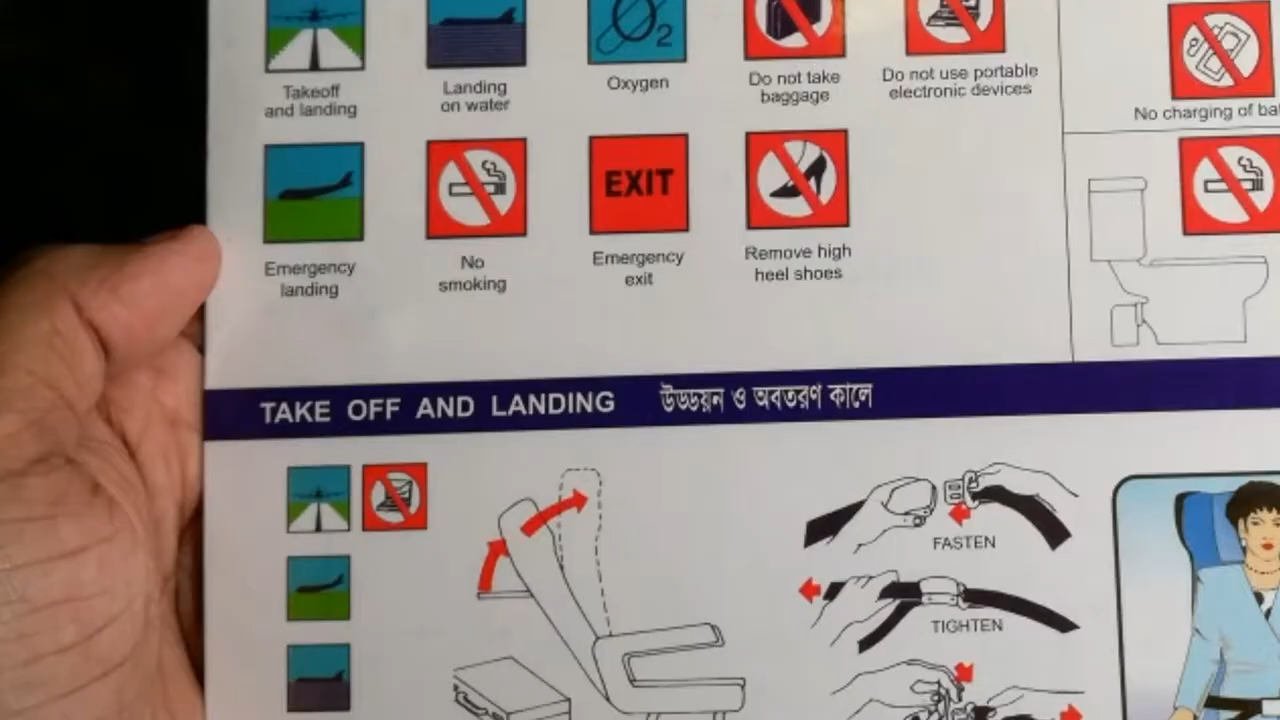 Takeoff
and landing
Landing
on water
O2
Oxygen
Do not take
baggage
Do not use portable
electronic devices
No charging of
Emergency
landing
No
smoking
EXIT
Emergency
exit
Remove high
heel shoes
TAKE OFF AND LANDING উড্ডয়ন ও অবতরণ কালে
FASTEN
TIGHTEN